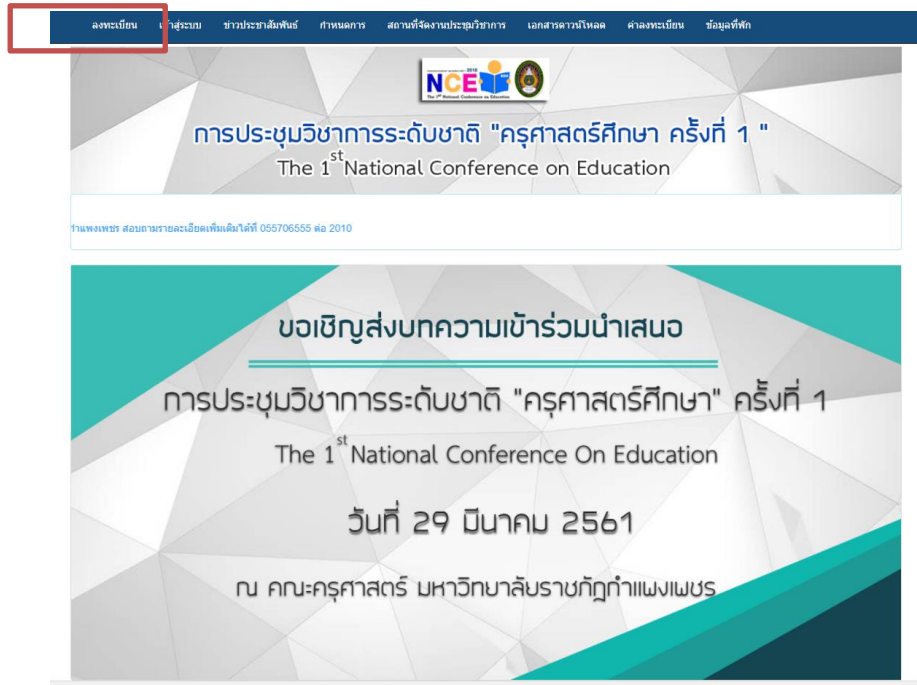 ลงทะเบียน เข้าสู่ระบบ ข่าวประชาสัมพันธ์ กำหนดการ สถานที่จัดงานประชุมวิชาการ เอกสารดาวน์โหลด ค่าลงทะเบียน ข้อมูลที่พัก
NCE
The 1st National Conference on Education
การประชุมวิชาการระดับชาติ "ครุศาสตร์ศึกษา ครั้งที่ 1 "
The 1st National Conference on Education
กำแพงเพชร สอบถามรายละเอียดเพิ่มเติมได้ที่ 055706555 ต่อ 2010
ขอเชิญส่งบทความเข้าร่วมนำเสนอ
การประชุมวิชาการระดับชาติ "ครุศาสตร์ศึกษา" ครั้งที่ 1
The 1st National Conference On Education
วันที่ 29 มีนาคม 2561
ณ คณะครุศาสตร์ มหาวิทยาลัยราชภัฏกำแพงเพชร